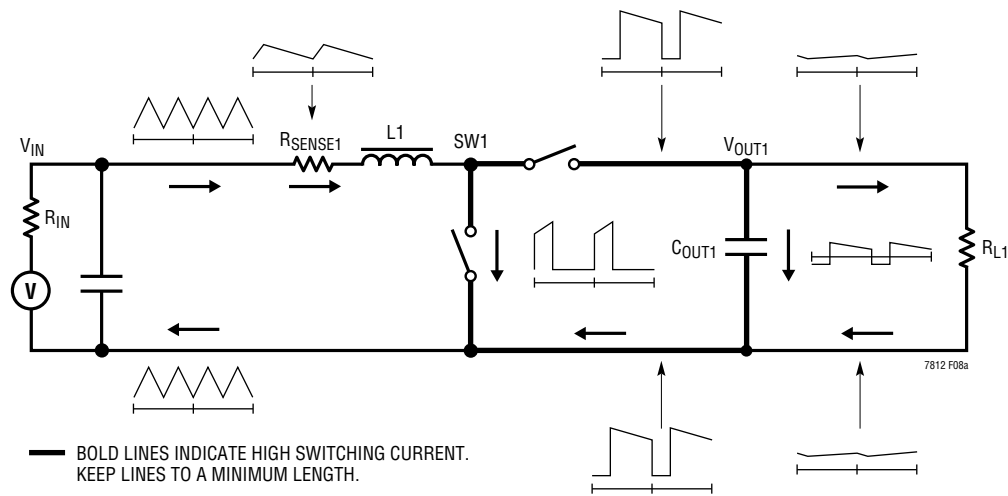 R_SENSE1
L1
SW1
V_IN
V_OUT1
R_IN
C_OUT1
R_L1
V
7812 F08a
BOLD LINES INDICATE HIGH SWITCHING CURRENT.
KEEP LINES TO A MINIMUM LENGTH.